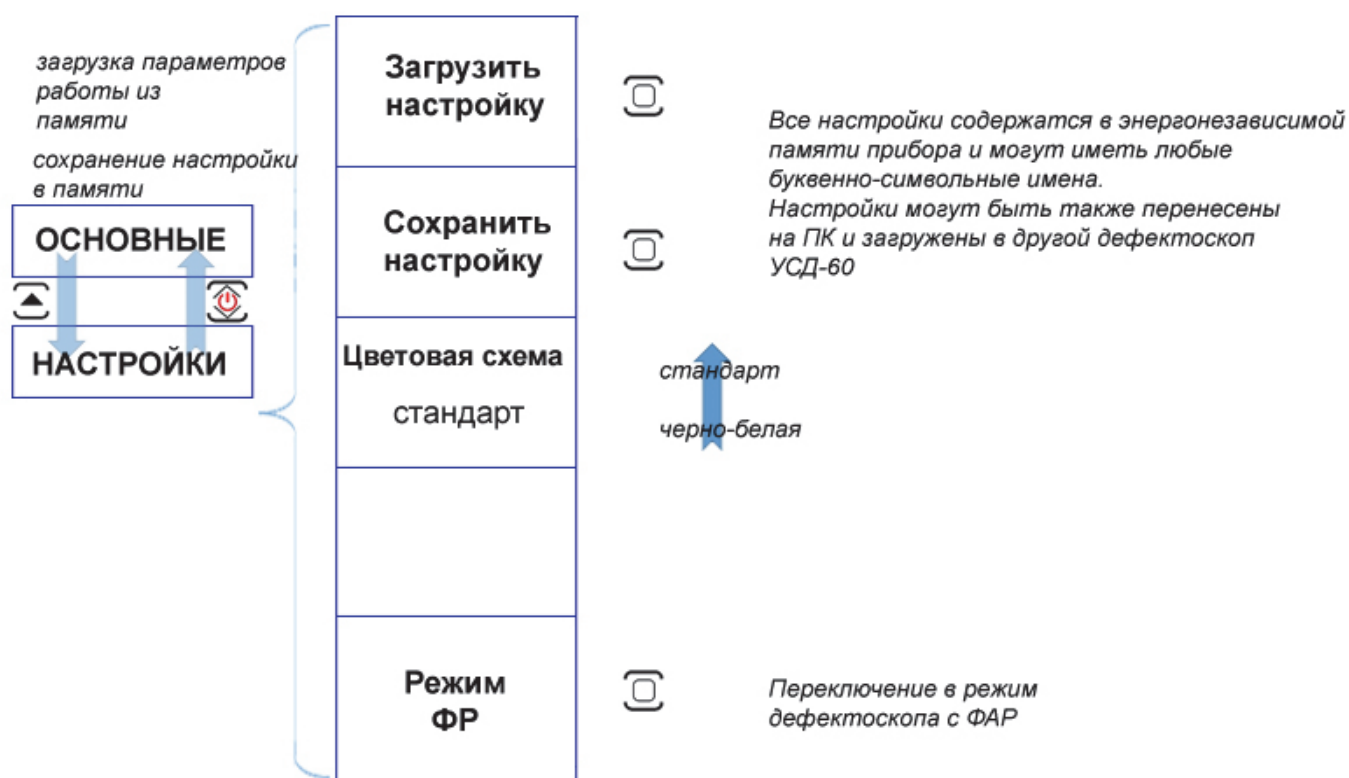 загрузка параметров
работы из
памяти
сохранение настройки
в памяти
ОСНОВНЫЕ
НАСТРОЙКИ
Загрузить
настройку
Сохранить
настройку
Цветовая схема
стандарт
Режим
ФР
Все настройки содержатся в энергонезависимой
памяти прибора и могут иметь любые
буквенно-символьные имена.
Настройки могут быть также перенесены
на ПК и загружены в другой дефектоскоп
УСД-60
стандарт
черно-белая
Переключение в режим
дефектоскопа с ФАР